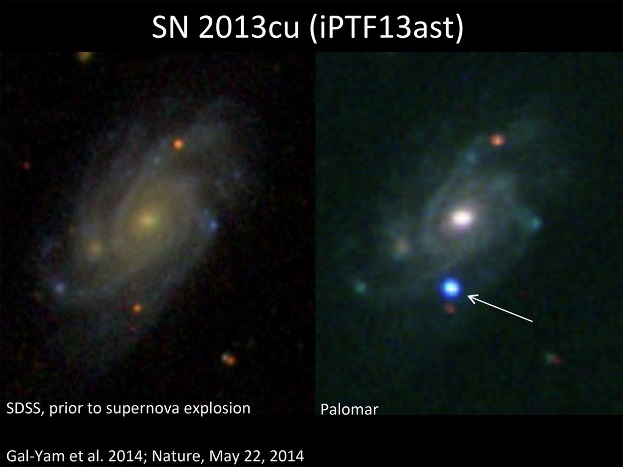 SN 2013cu (iPTF13ast)
SDSS, prior to supernova explosion
Palomar
Gal-Yam et al. 2014; Nature, May 22, 2014